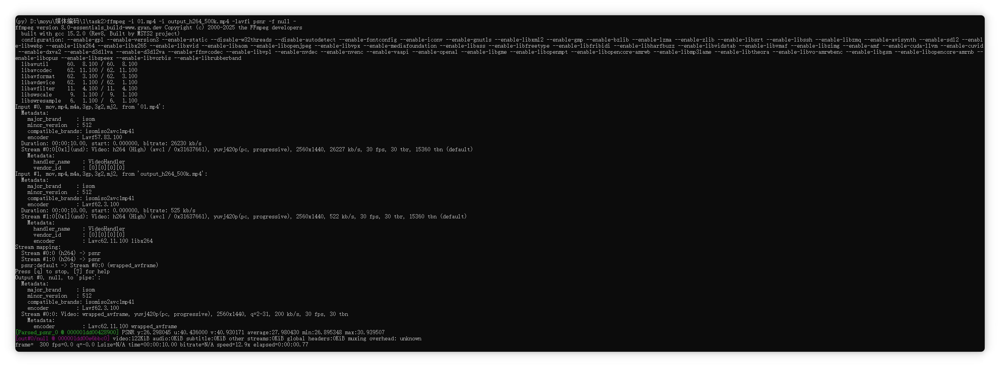 (py) D:\moyu\媒体编码\1\task2>ffmpeg -i 01.mp4 -i output_h264_500k.mp4 -lavfi psnr -f null -
ffmpeg version 8.0-essentials_build-www.gyan.dev Copyright (c) 2000-2025 the FFmpeg developers
  built with gcc 15.2.0 (Rev8, Built by MSYS2 project)
  configuration: --enable-gpl --enable-version3 --enable-static --disable-w32threads --disable-autodetect --enable-fontconfig --enable-iconv --enable-gnutls --enable-libxml2 --enable-gmp --enable-bzlib --enable-lzma --enable-zlib --enable-libsrt --enable-libssh --enable-libzmq --enable-avisynth --enable-sdl2 --enabl
e-libwebp --enable-libx264 --enable-libx265 --enable-libxvid --enable-libaom --enable-libopenjpeg --enable-libvpx --enable-mediafoundation --enable-libass --enable-libfreetype --enable-libfribidi --enable-libharfbuzz --enable-libvidstab --enable-libvmaf --enable-libzimg --enable-amf --enable-cuda-llvm --enable-cuvid
 --enable-dxva2 --enable-d3d11va --enable-d3d12va --enable-ffnvcodec --enable-libvpl --enable-nvdec --enable-nvenc --enable-vaapi --enable-openal --enable-libgme --enable-libopenmpt --enable-libopencore-amrwb --enable-libmp3lame --enable-libtheora --enable-libvo-amrwbenc --enable-libgsm --enable-libopencore-amrnb --
enable-libopus --enable-libspeex --enable-libvorbis --enable-librubberband
  libavutil      60.  8.100 / 60.  8.100
  libavcodec     62. 11.100 / 62. 11.100
  libavformat    62.  3.100 / 62.  3.100
  libavdevice    62.  1.100 / 62.  1.100
  libavfilter    11.  4.100 / 11.  4.100
  libswscale      9.  1.100 /  9.  1.100
  libswresample   6.  1.100 /  6.  1.100
Input #0, mov,mp4,m4a,3gp,3g2,mj2, from '01.mp4':
  Metadata:
    major_brand     : isom
    minor_version   : 512
    compatible_brands: isomiso2avc1mp41
    encoder         : Lavf57.83.100
  Duration: 00:00:10.00, start: 0.000000, bitrate: 26230 kb/s
  Stream #0:0[0x1](und): Video: h264 (High) (avc1 / 0x31637661), yuvj420p(pc, progressive), 2560x1440, 26227 kb/s, 30 fps, 30 tbr, 15360 tbn (default)
    Metadata:
      handler_name    : VideoHandler
      vendor_id       : [0][0][0][0]
Input #1, mov,mp4,m4a,3gp,3g2,mj2, from 'output_h264_500k.mp4':
  Metadata:
    major_brand     : isom
    minor_version   : 512
    compatible_brands: isomiso2avc1mp41
    encoder         : Lavf62.3.100
  Duration: 00:00:10.00, start: 0.000000, bitrate: 525 kb/s
  Stream #1:0[0x1](und): Video: h264 (High) (avc1 / 0x31637661), yuvj420p(pc, progressive), 2560x1440, 522 kb/s, 30 fps, 30 tbr, 15360 tbn (default)
    Metadata:
      handler_name    : VideoHandler
      vendor_id       : [0][0][0][0]
      encoder         : Lavc62.11.100 libx264
Stream mapping:
  Stream #0:0 (h264) -> psnr
  Stream #1:0 (h264) -> psnr
  psnr:default -> Stream #0:0 (wrapped_avframe)
Press [q] to stop, [?] for help
Output #0, null, to 'pipe:':
  Metadata:
    major_brand     : isom
    minor_version   : 512
    compatible_brands: isomiso2avc1mp41
    encoder         : Lavf62.3.100
  Stream #0:0: Video: wrapped_avframe, yuvj420p(pc, progressive), 2560x1440, q=2-31, 200 kb/s, 30 fps, 30 tbn
    Metadata:
      encoder         : Lavc62.11.100 wrapped_avframe
[Parsed_psnr_0 @ 000001dd00428900] PSNR y:26.298045 u:40.436000 v:40.930171 average:27.980430 min:26.895348 max:30.939507
[out#0/null @ 000001dd00e6bbc0] video:122KiB audio:0KiB subtitle:0KiB other streams:0KiB global headers:0KiB muxing overhead: unknown
frame=  300 fps=0.0 q=-0.0 Lsize=N/A time=00:00:10.00 bitrate=N/A speed=12.9x elapsed=0:00:00.77